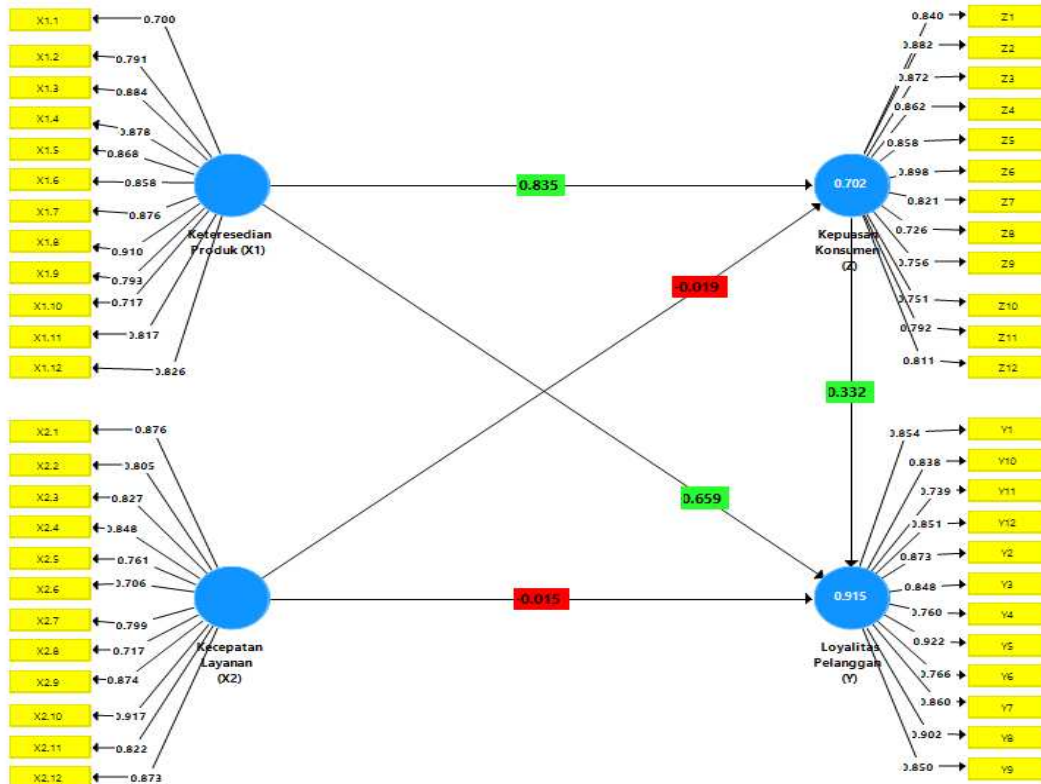 X1.1
X1.2
X1.3
X1.4
X1.5
X1.6
X1.7
X1.8
X1.9
X1.10
X1.11
X1.12
0.700
0.791
0.884
0.878
0.868
0.858
0.876
0.910
0.793
0.717
0.817
0.826
Keteresedian
Produk (X1)
0.835
-0.019
0.659
0.332
-0.015
0.702
Kepuasan
Konsumen
(Z)
0.840
0.882
0.872
0.862
0.858
0.898
0.821
0.726
0.756
0.751
0.792
0.811
Z1
Z2
Z3
Z4
Z5
Z6
Z7
Z8
Z9
Z10
Z11
Z12
X2.1
X2.2
X2.3
X2.4
X2.5
X2.6
X2.7
X2.8
X2.9
X2.10
X2.11
X2.12
0.876
0.805
0.827
0.848
0.761
0.706
0.799
0.717
0.874
0.917
0.822
0.873
Kecepatan
Layanan
(X2)
0.915
Loyalitas
Pelanggan
(Y)
0.854
0.838
0.739
0.851
0.873
0.848
0.760
0.922
0.766
0.860
0.902
0.850
Y1
Y10
Y11
Y12
Y2
Y3
Y4
Y5
Y6
Y7
Y8
Y9